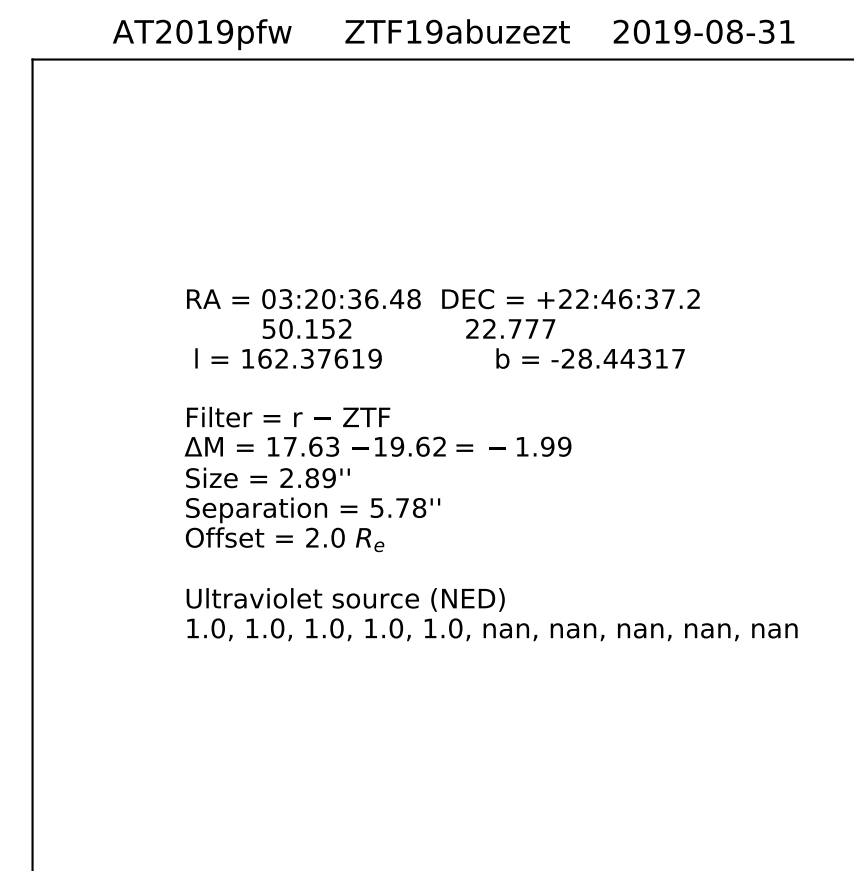 AT2019pfw ZTF19abuzezt 2019-08-31
RA = 03:20:36.48 DEC = +22:46:37.2
50.152 22.777
l = 162.37619 b = -28.44317
Filter = r − ZTF
ΔM = 17.63 −19.62 = − 1.99
Size = 2.89''
Separation = 5.78''
Offset = 2.0 Rₑ
Ultraviolet source (NED)
1.0, 1.0, 1.0, 1.0, 1.0, nan, nan, nan, nan, nan